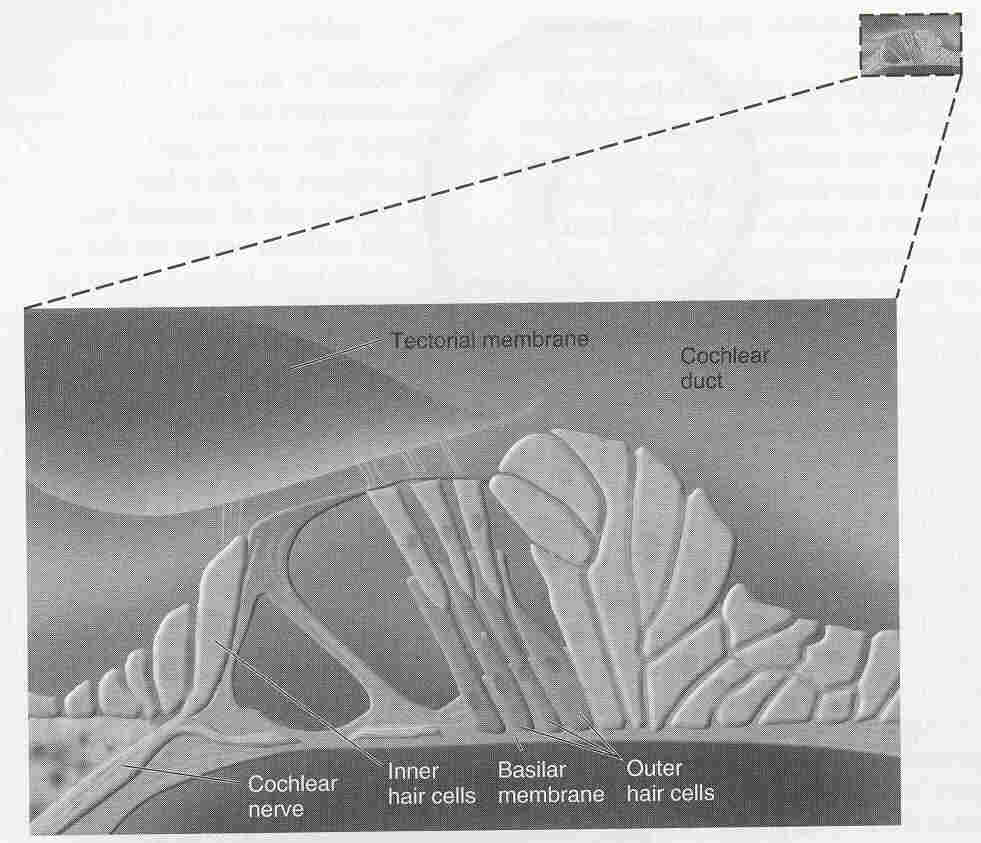 Tectorial membrane
Cochlear
duct
Cochlear
nerve
Inner
hair cells
Basilar
membrane
Outer
hair cells